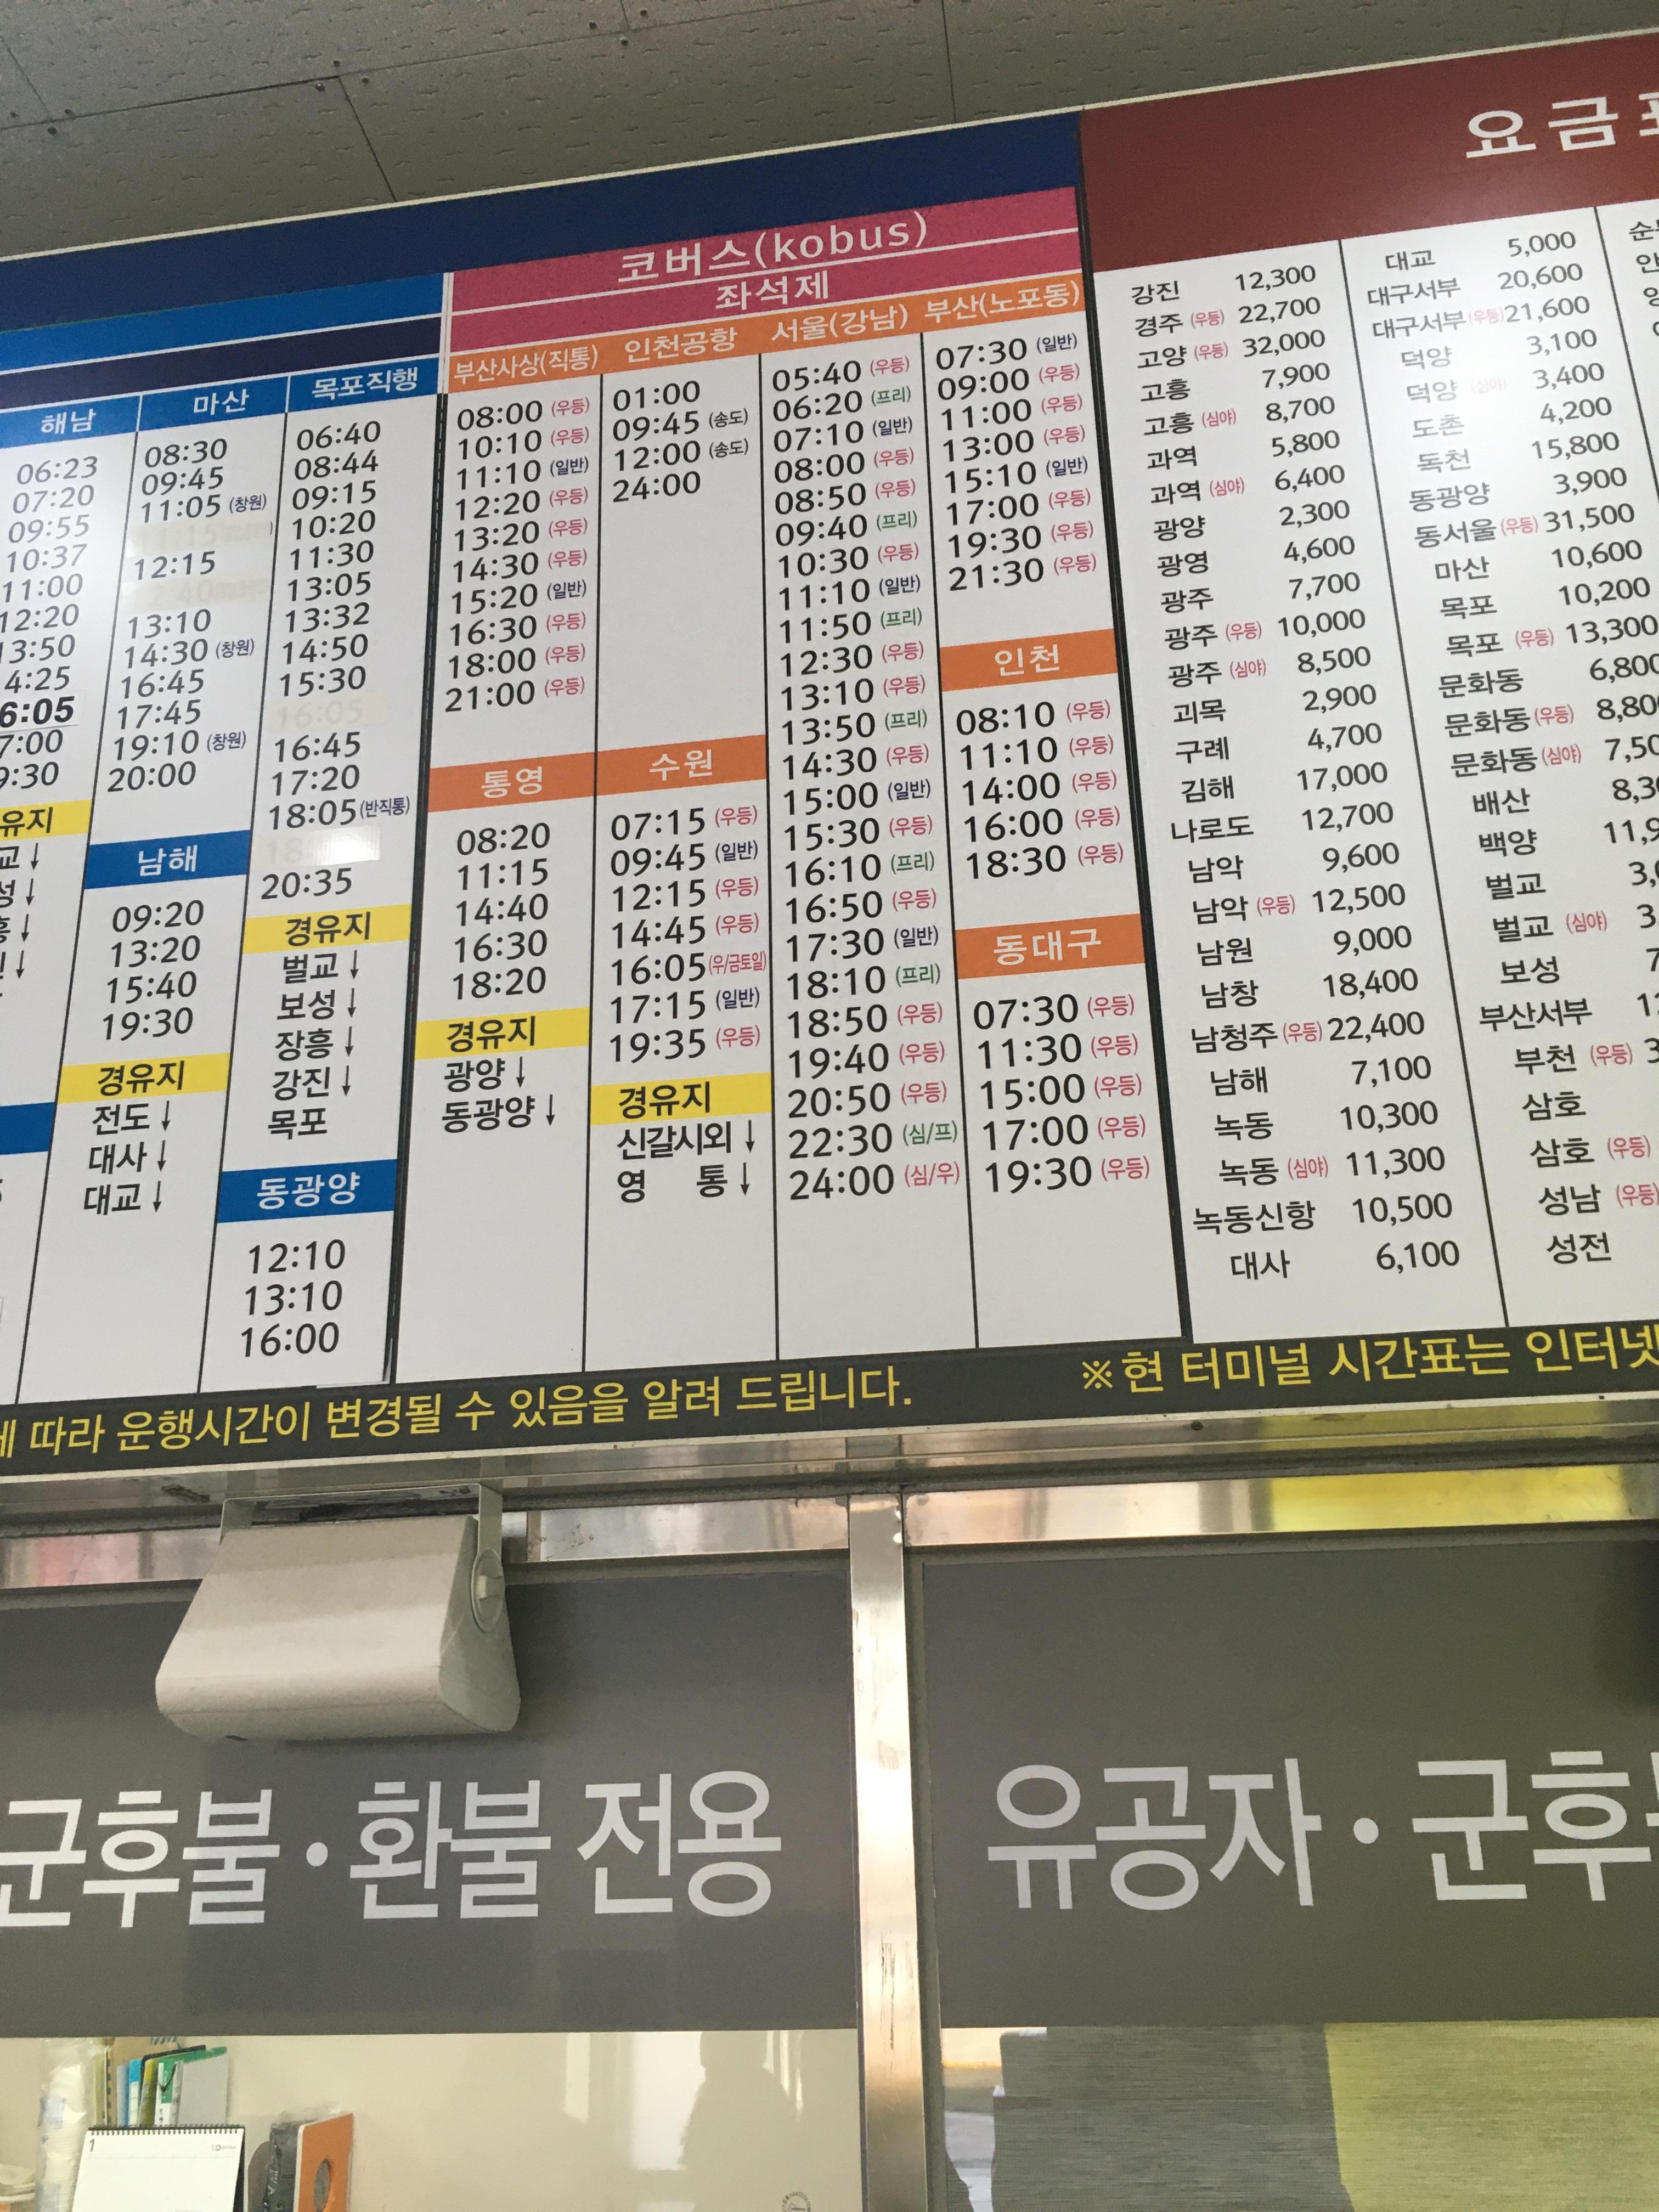 코버스(kobus)
좌석제
요금표
해남
06:23
07:20
09:55
10:37
11:00
12:20
13:50
14:25
16:05
유지
교↓
마산
08:30
09:45
11:05 (창원)
12:15
13:10
14:30 (창원)
16:45
17:45
19:10 (창원)
20:00
남해
09:20
13:20
15:40
19:30
경유지
전도↓
대사↓
대교↓
목포직행
06:40
08:44
09:15
10:20
11:30
13:05
13:32
14:50
15:30
16:05
16:45
17:20
18:05(반직통)
20:35
경유지
벌교↓
보성↓
장흥↓
강진↓
목포
동광양
12:10
13:10
16:00
부산사상(직통)
08:00 (우등)
10:10 (우등)
11:10 (일반)
12:20 (우등)
13:20 (우등)
14:30 (우등)
15:20 (일반)
16:30 (우등)
18:00 (우등)
21:00 (우등)
통영
08:20
11:15
14:40
16:30
18:20
경유지
광양↓
동광양↓
인천공항
01:00
09:45 (송도)
12:00 (송도)
24:00
수원
07:15 (우등)
09:45 (일반)
12:15 (우등)
14:45 (우등)
16:05(우/금토일)
17:15 (일반)
19:35 (우등)
경유지
신갈시외↓
영 통↓
서울(강남)
05:40 (우등)
06:20 (프리)
07:10 (일반)
08:00 (우등)
08:50 (우등)
09:40 (프리)
10:30 (우등)
11:10 (일반)
11:50 (프리)
12:30 (우등)
13:10 (우등)
13:50 (프리)
14:30 (우등)
15:00 (일반)
15:30 (우등)
16:10 (프리)
16:50 (우등)
17:30 (일반)
18:10 (프리)
18:50 (우등)
19:40 (우등)
20:50 (우등)
22:30 (심/프)
24:00 (심/우)
부산(노포동)
07:30 (일반)
09:00 (우등)
11:00 (우등)
13:00 (우등)
15:10 (일반)
17:00 (우등)
19:30 (우등)
21:30 (우등)
인천
08:10 (우등)
11:10 (우등)
14:00 (우등)
16:00 (우등)
18:30 (우등)
동대구
07:30 (우등)
11:30 (우등)
15:00 (우등)
17:00 (우등)
19:30 (우등)
강진 12,300
경주 (우등) 22,700
고양 (우등) 32,000
고흥 7,900
고흥 (심야) 8,700
과역 5,800
과역 (심야) 6,400
광양 2,300
광영 4,600
광주 7,700
광주 (우등) 10,000
광주 (심야) 8,500
괴목 2,900
구례 4,700
김해 17,000
나로도 12,700
남악 9,600
남악 (우등) 12,500
남원 9,000
남창 18,400
남청주 (우등) 22,400
남해 7,100
녹동 10,300
녹동 (심야) 11,300
녹동신항 10,500
대사 6,100
대교 5,000
대구서부 20,600
대구서부(우등) 21,600
덕양 3,100
덕양 (심야) 3,400
도촌 4,200
독천 15,800
동광양 3,900
동서울 (우등) 31,500
마산 10,600
목포 10,200
목포 (우등) 13,300
문화동 6,800
문화동 (우등)
문화동 (심야)
배산
백양
벌교
벌교 (심야)
보성
부산서부
부천 (우등)
삼호
삼호 (우등)
성남 (우등)
성전
에 따라 운행시간이 변경될 수 있음을 알려 드립니다.
※현 터미널 시간표는 인터넷
군후불·환불 전용
유공자·군후불